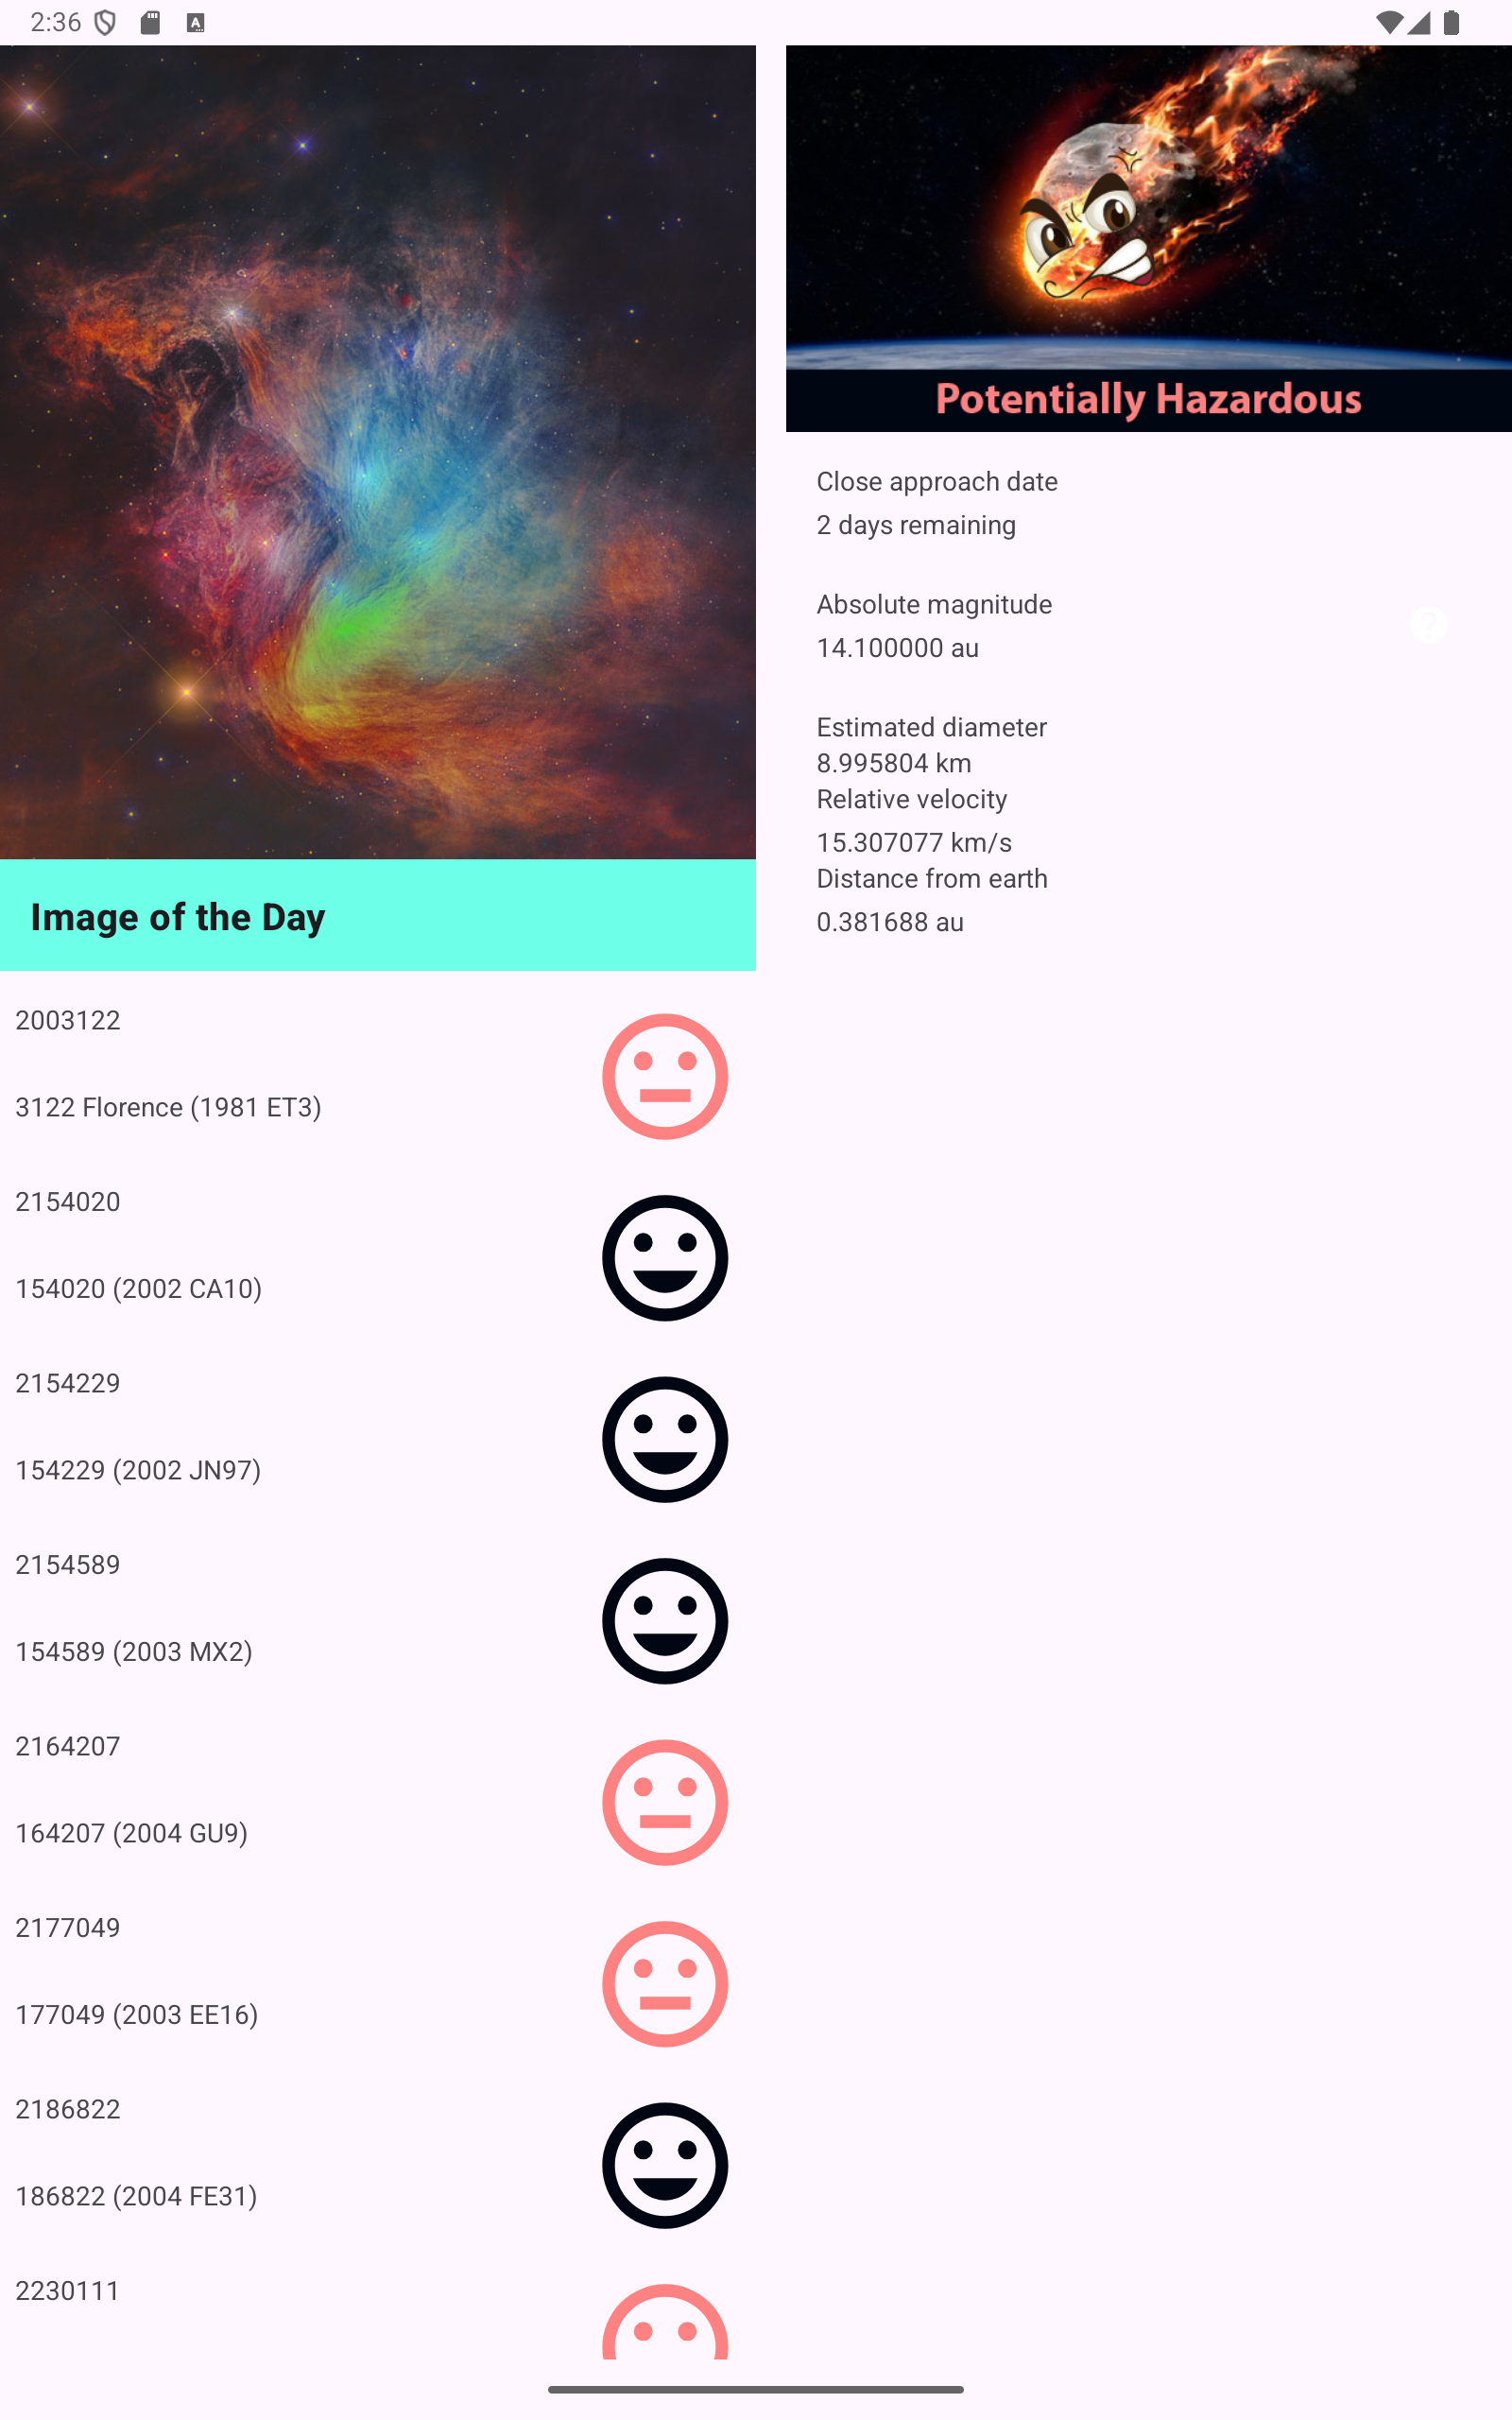 2:36
A
Image of the Day
2003122
3122 Florence (1981 ET3)
2154020
154020 (2002 CA10)
2154229
154229 (2002 JN97)
2154589
154589 (2003 MX2)
2164207
164207 (2004 GU9)
2177049
177049 (2003 EE16)
2186822
186822 (2004 FE31)
2230111
Potentially Hazardous
Close approach date
2 days remaining
Absolute magnitude
14.100000 au
?
Estimated diameter
8.995804 km
Relative velocity
15.307077 km/s
Distance from earth
0.381688 au